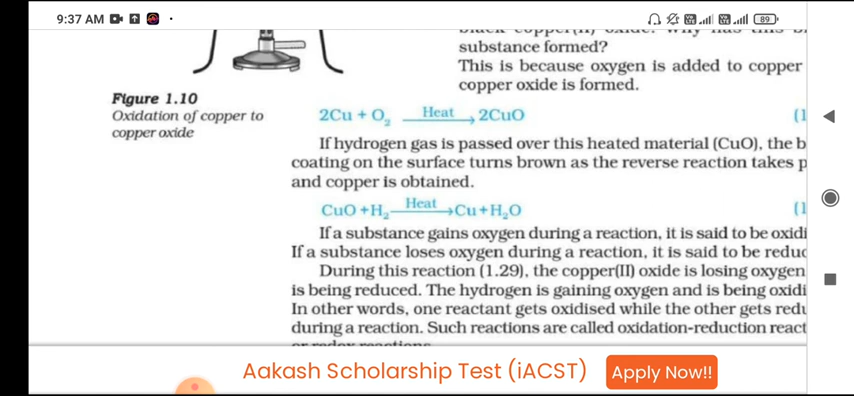 9:37 AM
89
substance formed?
This is because oxygen is added to copper
copper oxide is formed.
Figure 1.10
Oxidation of copper to
copper oxide
2Cu + O₂ Heat → 2CuO (1
If hydrogen gas is passed over this heated material (CuO), the b
coating on the surface turns brown as the reverse reaction takes p
and copper is obtained.
CuO +H₂ Heat → Cu+H₂O (1
If a substance gains oxygen during a reaction, it is said to be oxidi
If a substance loses oxygen during a reaction, it is said to be reduc
During this reaction (1.29), the copper(II) oxide is losing oxygen
is being reduced. The hydrogen is gaining oxygen and is being oxidi
In other words, one reactant gets oxidised while the other gets redu
during a reaction. Such reactions are called oxidation-reduction react
or redox reactions
Aakash Scholarship Test (iACST) Apply Now!!